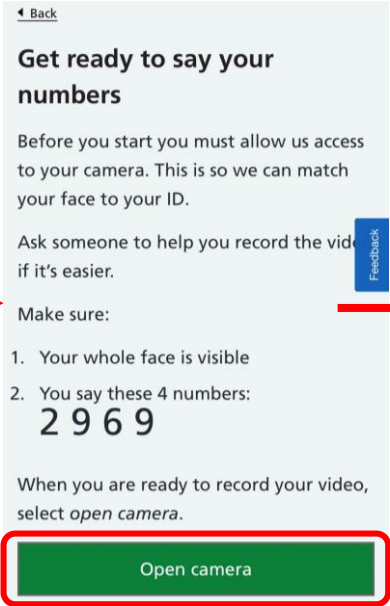 Back
Get ready to say your
numbers
Before you start you must allow us access
to your camera. This is so we can match
your face to your ID.
Ask someone to help you record the
if it's easier.
Feedback
Make sure:
1. Your whole face is visible
2. You say these 4 numbers:
2 9 6 9
When you are ready to record your video,
select open camera.
Open camera